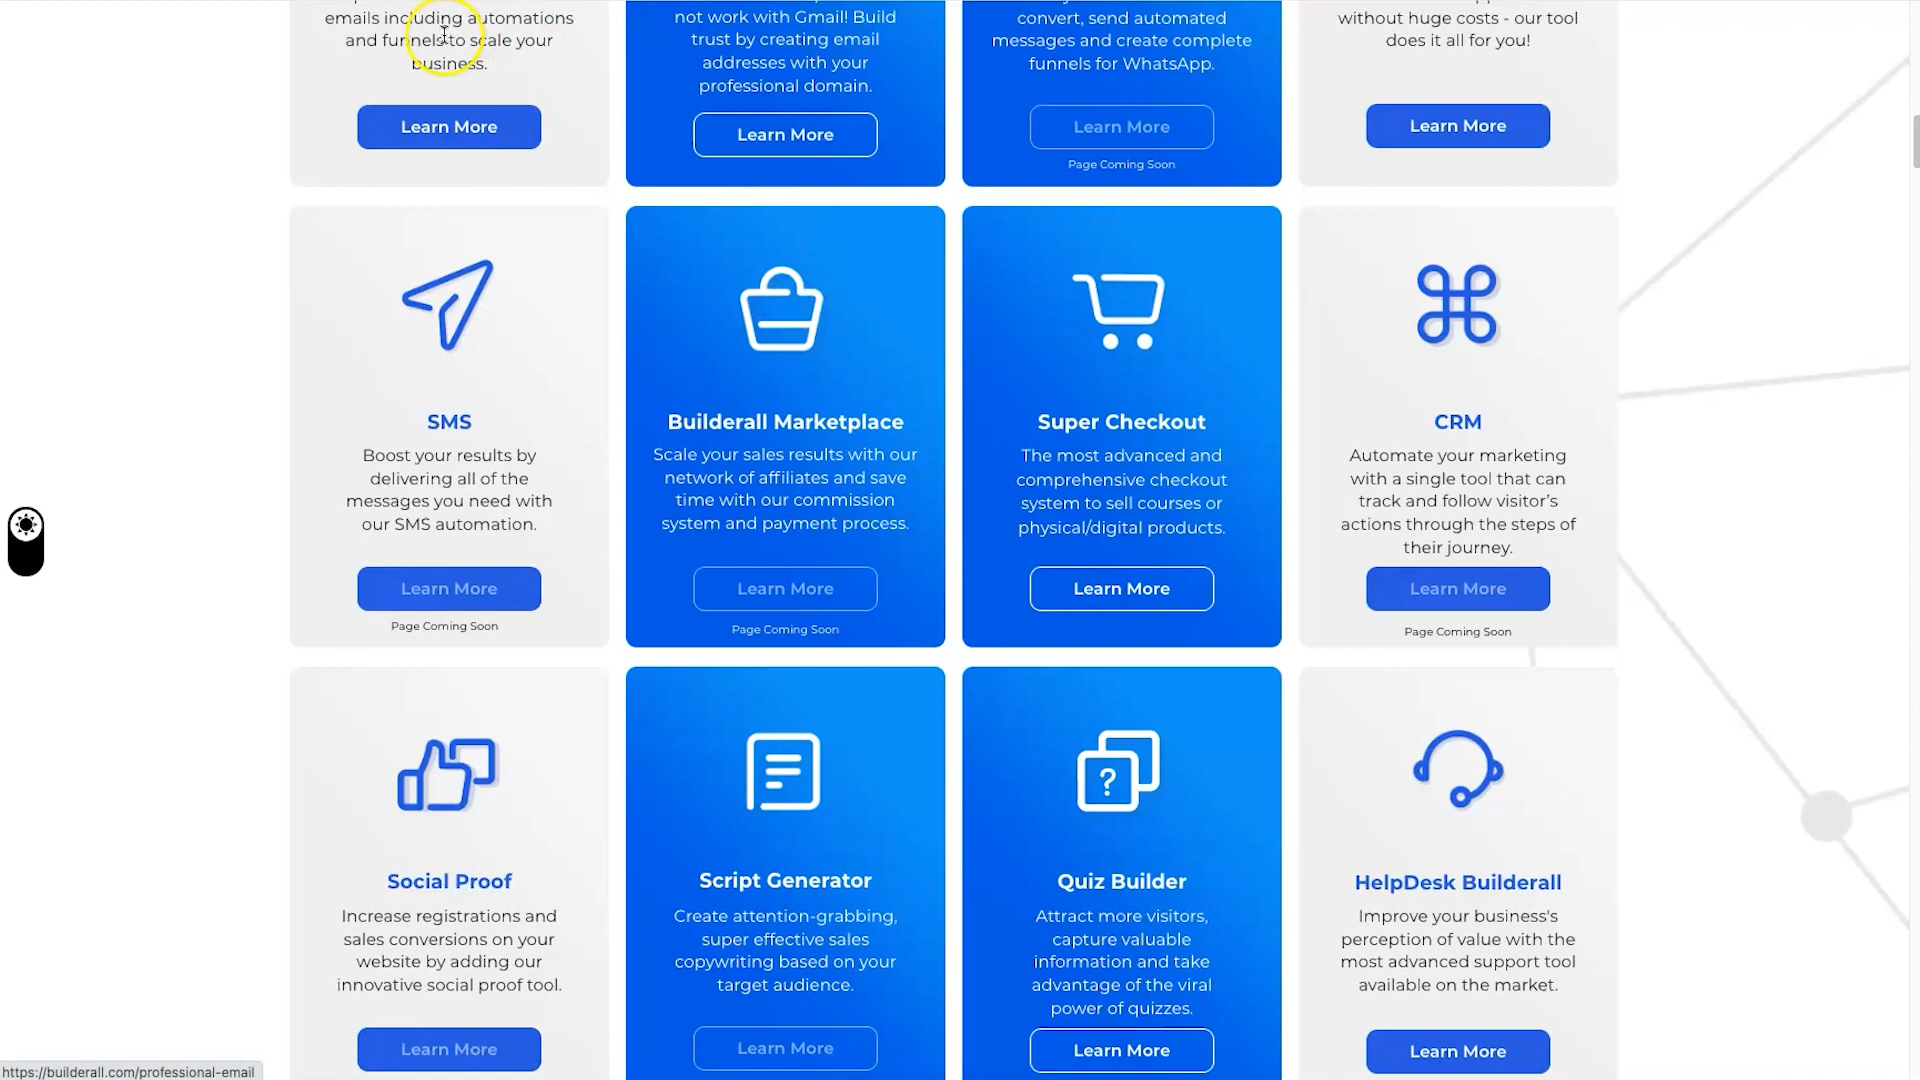 emails including automations
and funnels to scale your
business.
Learn More
not work with Gmail! Build
trust by creating email
addresses with your
professional domain.
Learn More
convert, send automated
messages and create complete
funnels for WhatsApp.
Learn More
Page Coming Soon
without huge costs - our tool
does it all for you!
Learn More
SMS
Boost your results by
delivering all of the
messages you need with
our SMS automation.
Learn More
Page Coming Soon
Builderall Marketplace
Scale your sales results with our
network of affiliates and save
time with our commission
system and payment process.
Learn More
Page Coming Soon
Super Checkout
The most advanced and
comprehensive checkout
system to sell courses or
physical/digital products.
Learn More
CRM
Automate your marketing
with a single tool that can
track and follow visitor's
actions through the steps of
their journey.
Learn More
Page Coming Soon
Social Proof
Increase registrations and
sales conversions on your
website by adding our
innovative social proof tool.
Learn More
Script Generator
Create attention-grabbing,
super effective sales
copywriting based on your
target audience.
Learn More
Quiz Builder
Attract more visitors,
capture valuable
information and take
advantage of the viral
power of quizzes.
Learn More
HelpDesk Builderall
Improve your business's
perception of value with the
most advanced support tool
available on the market.
Learn More
https://builderall.com/professional-email